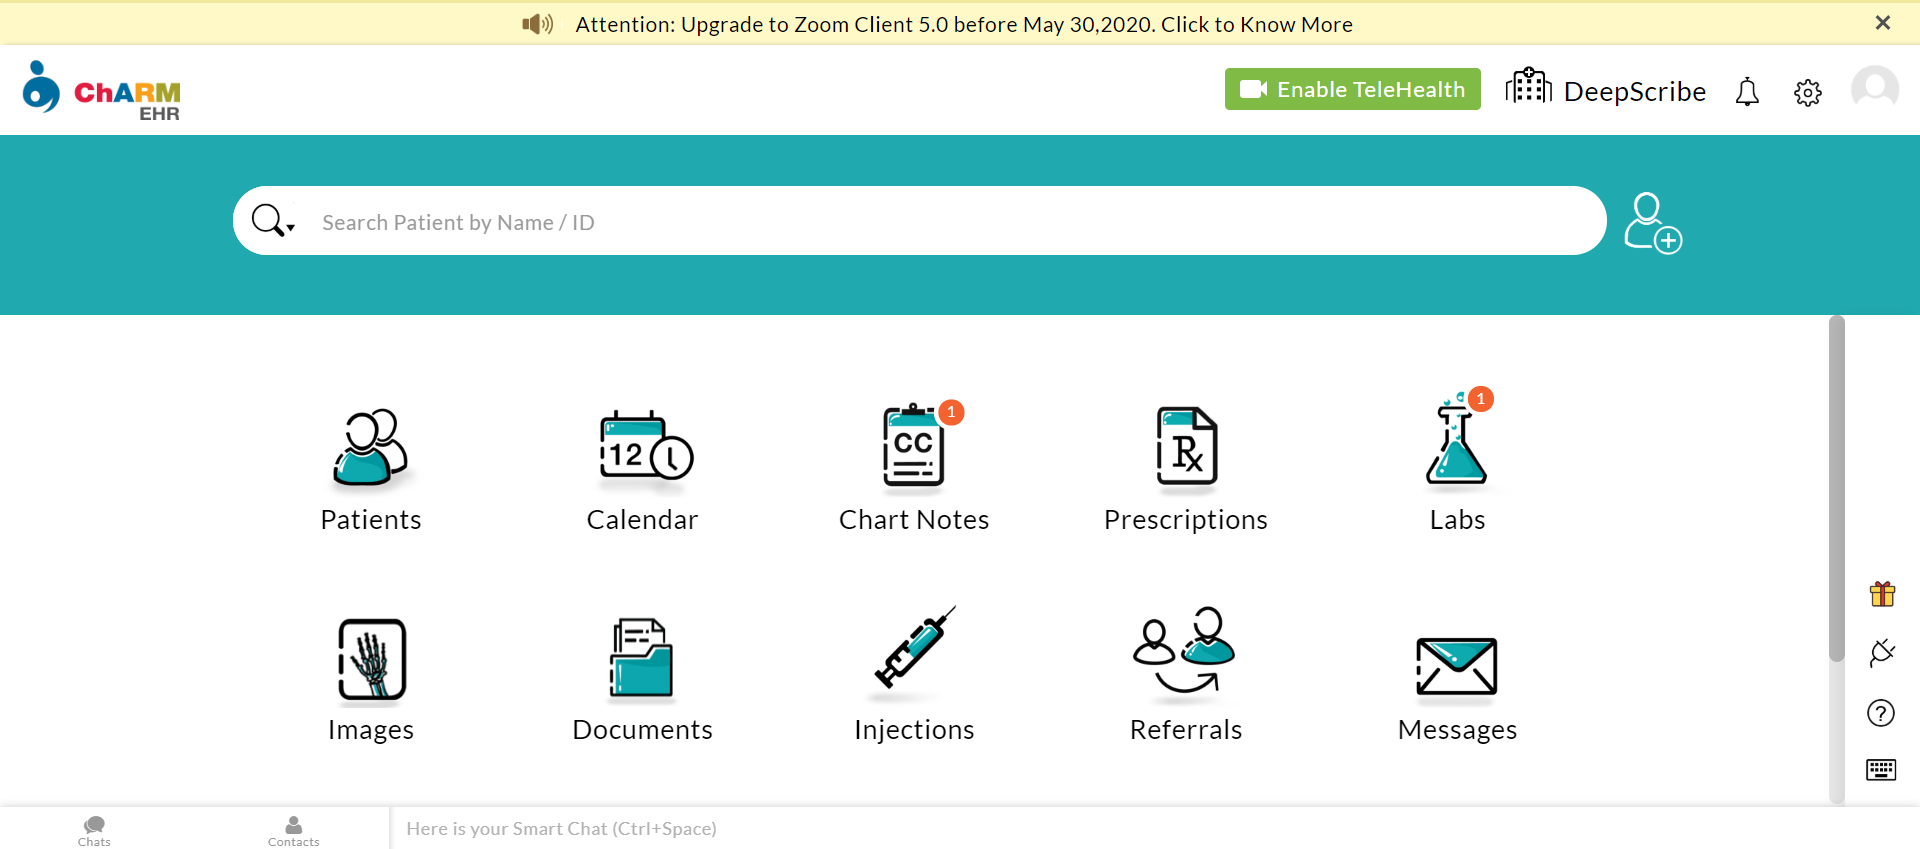 Attention: Upgrade to Zoom Client 5.0 before May 30,2020. Click to Know More
ChARM
EHR
Enable TeleHealth
DeepScribe
Search Patient by Name / ID
12
CC
1
Rx
1
Patients
Calendar
Chart Notes
Prescriptions
Labs
Images
Documents
Injections
Referrals
Messages
?
Chats
Contacts
Here is your Smart Chat (Ctrl+Space)